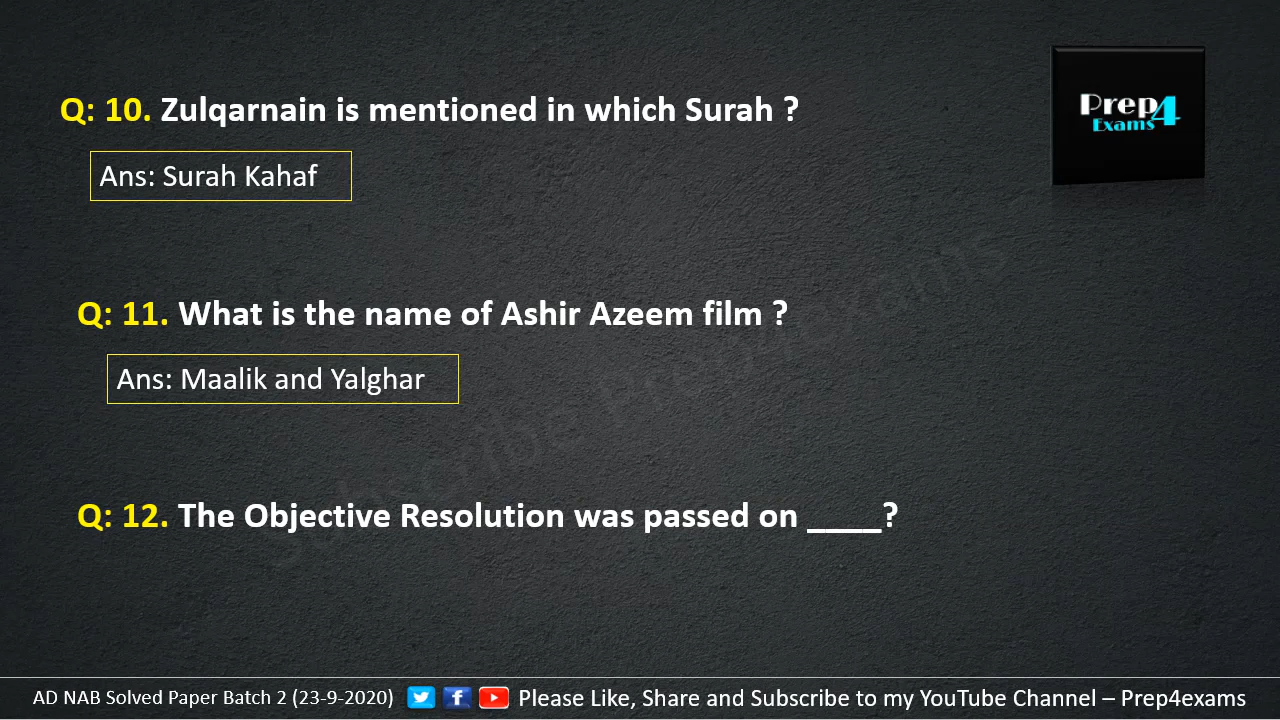 Q: 10. Zulqarnain is mentioned in which Surah ?
Prep4
Exams
Ans: Surah Kahaf
Q: 11. What is the name of Ashir Azeem film ?
Ans: Maalik and Yalghar
Subscribe Prep4exams
Q: 12. The Objective Resolution was passed on ____?
AD NAB Solved Paper Batch 2 (23-9-2020) Please Like, Share and Subscribe to my YouTube Channel – Prep4exams